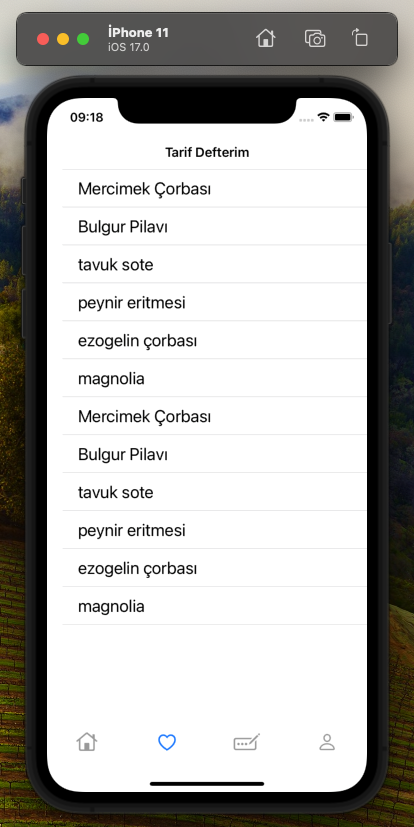 İPhone 11
iOS 17.0
09:18
Tarif Defterim
Mercimek Çorbası
Bulgur Pilavı
tavuk sote
peynir eritmesi
ezogelin çorbası
magnolia
Mercimek Çorbası
Bulgur Pilavı
tavuk sote
peynir eritmesi
ezogelin çorbası
magnolia